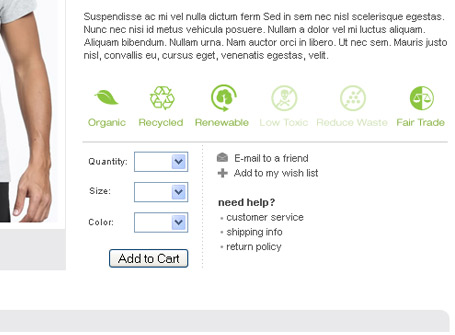 Suspendisse ac mi vel nulla dictum ferm Sed in sem nec nisl scelerisque egestas.
Nunc nec nisi id metus vehicula posuere. Nullam a dolor vel mi luctus aliquam.
Aliquam bibendum. Nullam urna. Nam auctor orci in libero. Ut nec sem. Mauris justo
nisl, convallis eu, cursus eget, venenatis egestas, velit.
Organic Recycled Renewable Low Toxic Reduce Waste Fair Trade
Quantity:
Size:
Color:
Add to Cart
E-mail to a friend
Add to my wish list
need help?
• customer service
• shipping info
• return policy